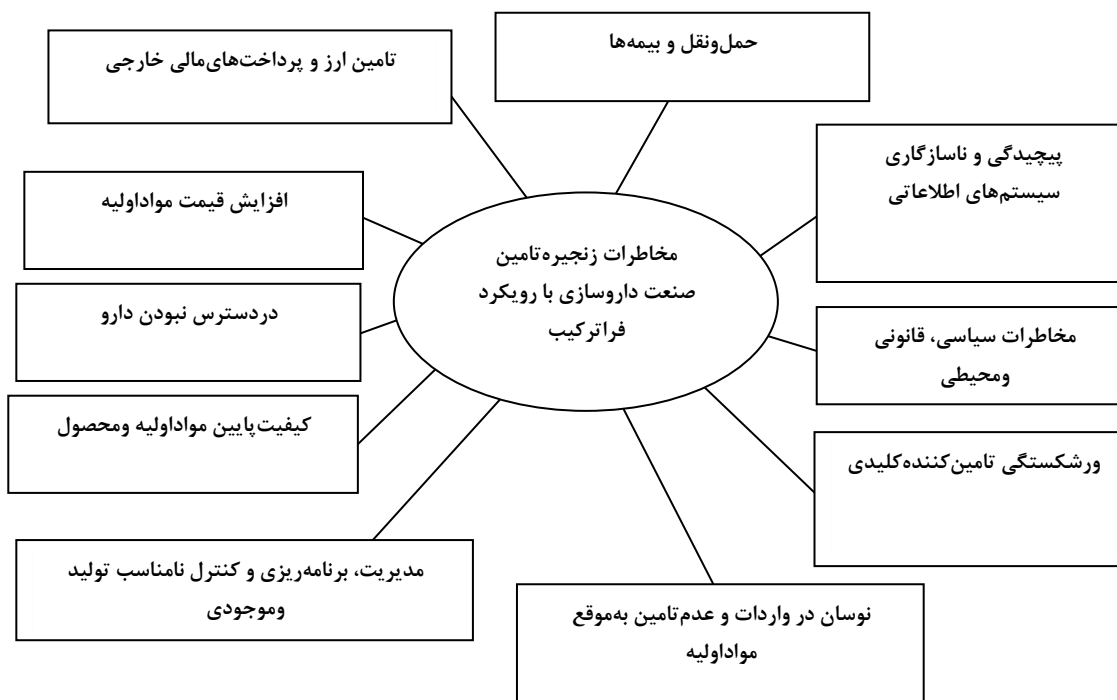 حمل‌ونقل و بیمه‌ها
تامین ارز و پرداخت‌های‌مالی خارجی
پیچیدگی و ناسازگاری
سیستم‌های اطلاعاتی
افزایش قیمت مواداولیه
مخاطرات زنجیره‌تامین
صنعت داروسازی با رویکرد
فراترکیب
دردسترس نبودن دارو
مخاطرات سیاسی، قانونی
ومحیطی
کیفیت‌پایین مواداولیه ومحصول
ورشکستگی تامین‌کننده‌کلیدی
مدیریت، برنامه‌ریزی و کنترل نامناسب تولید
وموجودی
نوسان در واردات و عدم‌تامین به‌موقع
مواداولیه